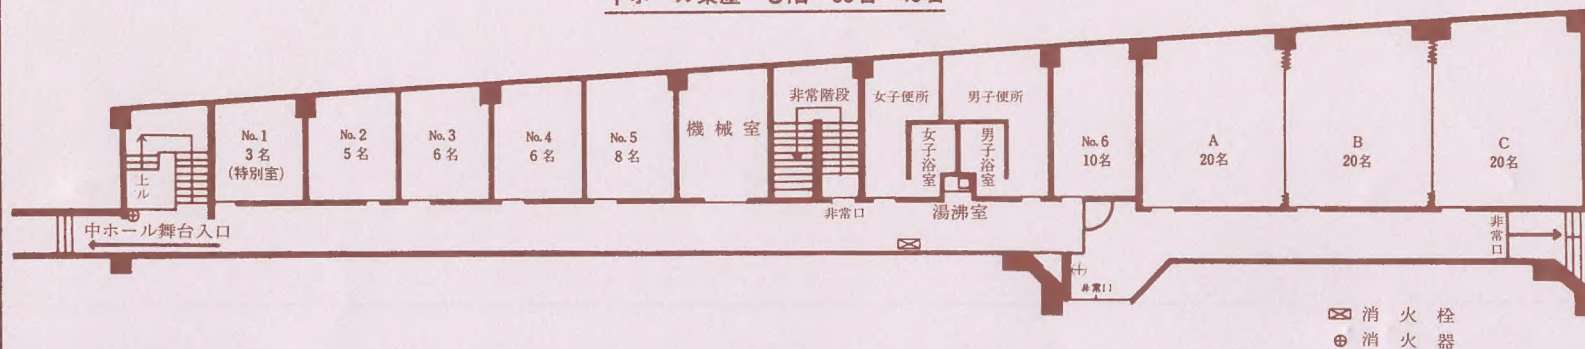 No.1
3名
(特別室)
No.2
5名
No.3
6名
No.4
6名
No.5
8名
機械室
非常階段
女子便所
男子便所
女子浴室
男子浴室
No.6
10名
A
20名
B
20名
C
20名
上ル
中ホール舞台入口
非常口
湯沸室
非常口
非常口
消火栓
消火器